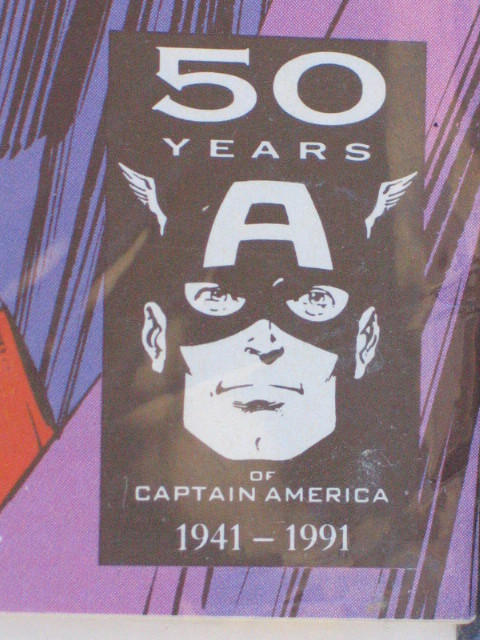 50
YEARS
A
OF
CAPTAIN AMERICA
1941 – 1991